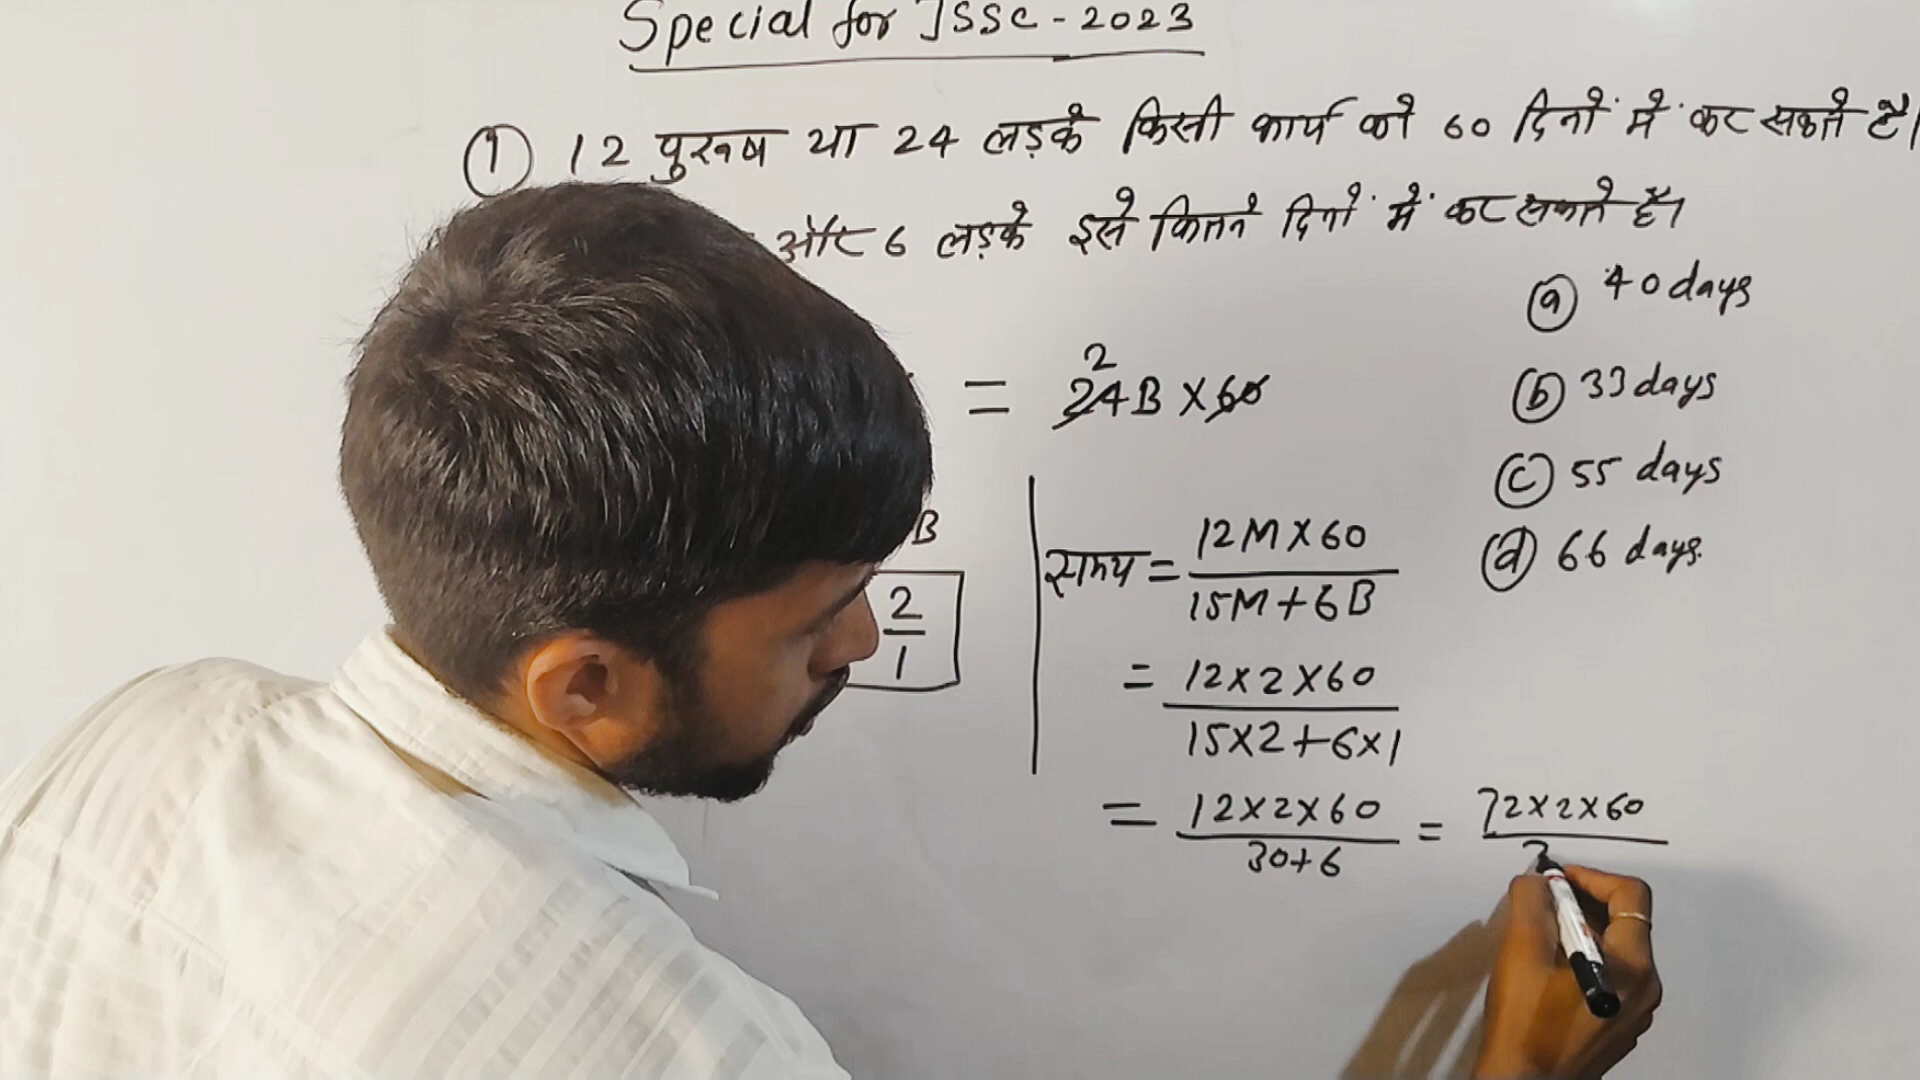 Special for JSSC - 2023
① 12 पुरुष या 24 लड़के किसी कार्य को 60 दिनों में कर सकते है।
और 6 लड़के इसे कितने दिनों में कर सकते है।
ⓐ 40 days
2
= 24B × 60
ⓑ 33 days
ⓒ 55 days
B
2
1
समय = 12M × 60
15M + 6B
ⓓ 66 days.
= 12 × 2 × 60
15 × 2 + 6 × 1
= 12 × 2 × 60 = 72 × 2 × 60
30 + 6